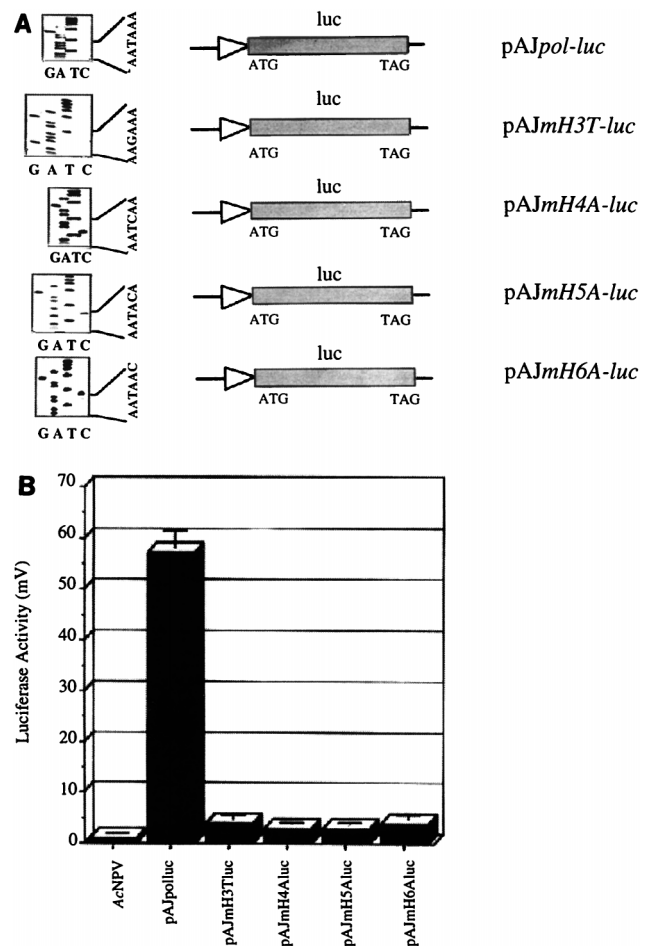 A
AATAAA
GA TC
luc
ATG TAG
pAJpol-luc
AAGAAA
G A T C
luc
ATG TAG
pAJmH3T-luc
AATCAA
GATC
luc
ATG TAG
pAJmH4A-luc
AATACA
G A T C
luc
ATG TAG
pAJmH5A-luc
AATAAC
G A T C
luc
ATG TAG
pAJmH6A-luc
B
Luciferase Activity (mV)
70
60
50
40
30
20
10
0
AcNPV
pAJpolluc
pAJmH3Tluc
pAJmH4Aluc
pAJmH5Aluc
pAJmH6Aluc